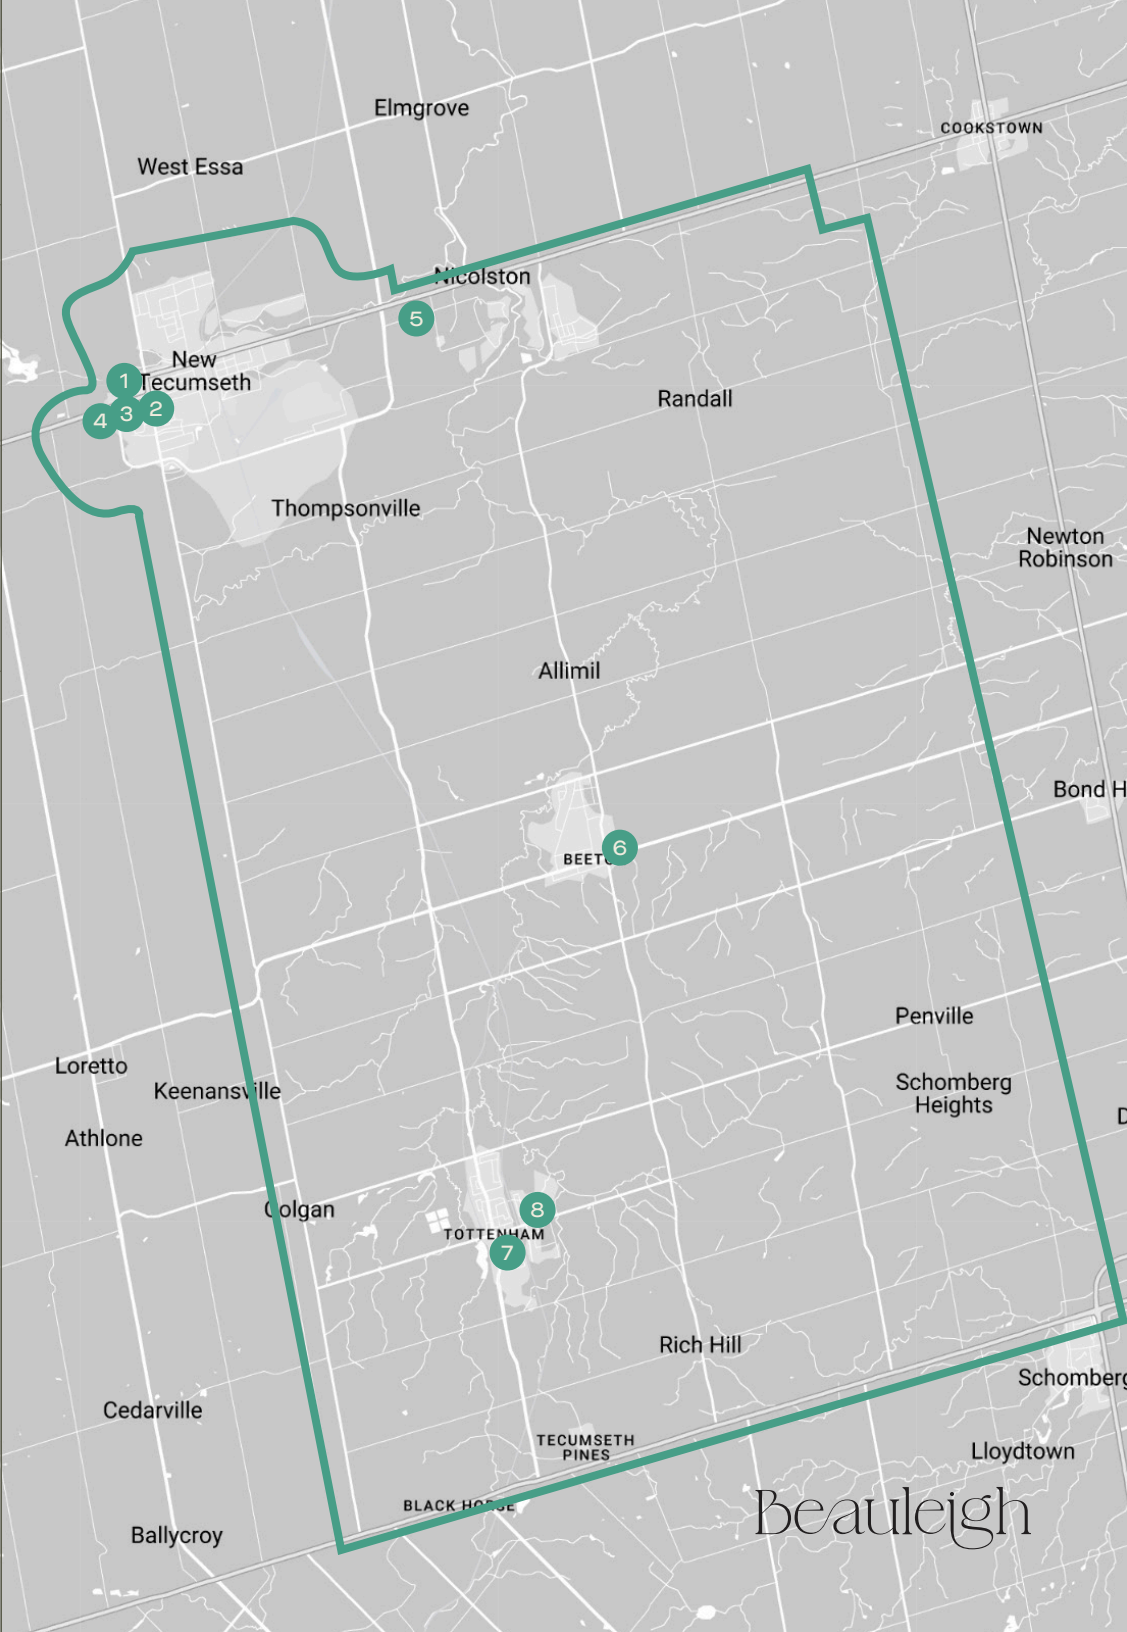 Elmgrove
COOKSTOWN
West Essa
Nicolston
5
New
Tecumseth
1
2
3
4
Randall
Thompsonville
Newton
Robinson
Allimil
Bond H
6
BEETO
Penville
Loretto
Keenansville
Schomberg
Heights
D
Athlone
Colgan
8
TOTTENHAM
7
Rich Hill
Schomberg
Cedarville
TECUMSETH
PINES
Lloydtown
BLACK HORSE
Beauleigh
Ballycroy